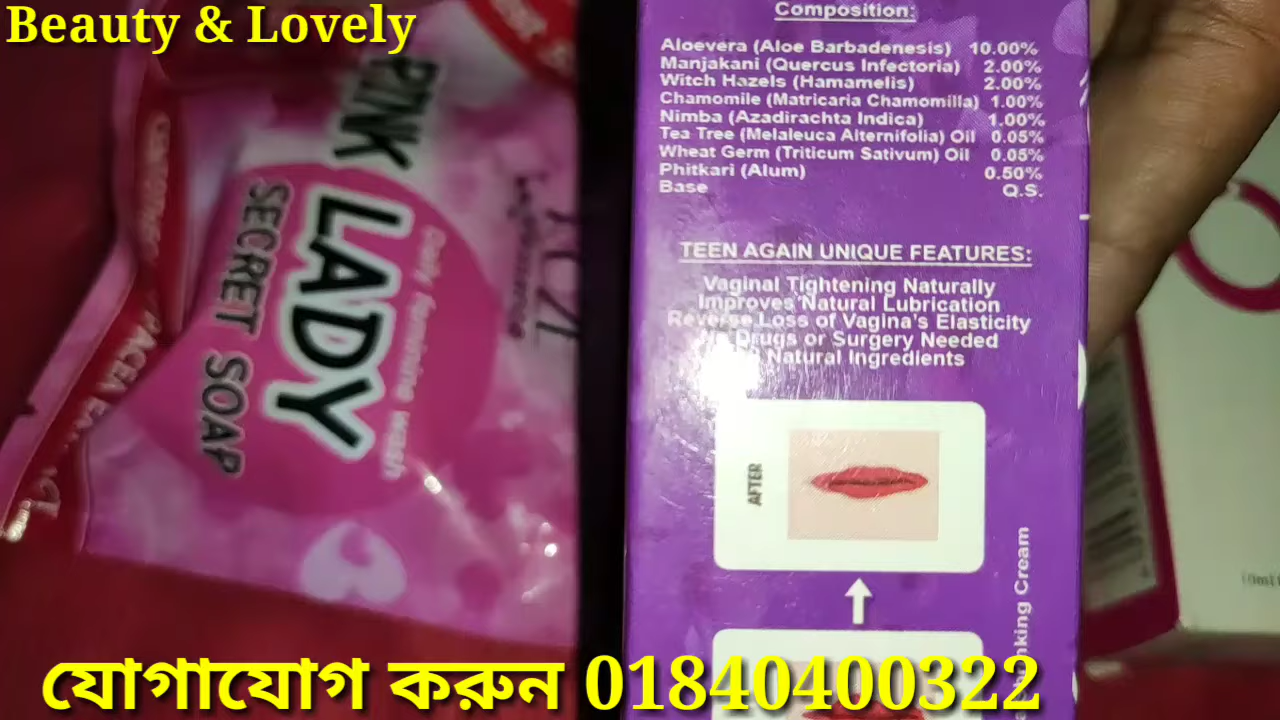 Beauty & Lovely
PINK LADY
SECRET SOAP
Daily feminine wash
Composition:
Aloevera (Aloe Barbadenesis) 10.00%
Manjakani (Quercus Infectoria) 2.00%
Witch Hazels (Hamamelis) 2.00%
Chamomile (Matricaria Chamomilla) 1.00%
Nimba (Azadirachta Indica) 1.00%
Tea Tree (Melaleuca Alternifolia) Oil 0.05%
Wheat Germ (Triticum Sativum) Oil 0.05%
Phitkari (Alum) 0.50%
Base Q.S.
TEEN AGAIN UNIQUE FEATURES:
Vaginal Tightening Naturally
Improves Natural Lubrication
Reverse Loss of Vagina's Elasticity
Drugs or Surgery Needed
Natural Ingredients
AFTER
Cream
যোগাযোগ করুন 01840400322